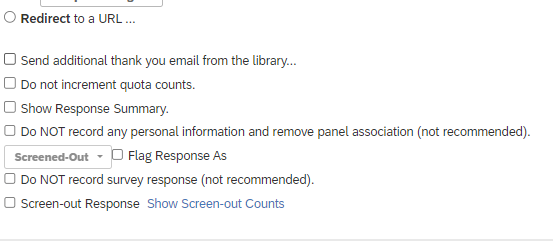 Redirect to a URL ...
Send additional thank you email from the library...
Do not increment quota counts.
Show Response Summary.
Do NOT record any personal information and remove panel association (not recommended).
Screened-Out Flag Response As
Do NOT record survey response (not recommended).
Screen-out Response Show Screen-out Counts